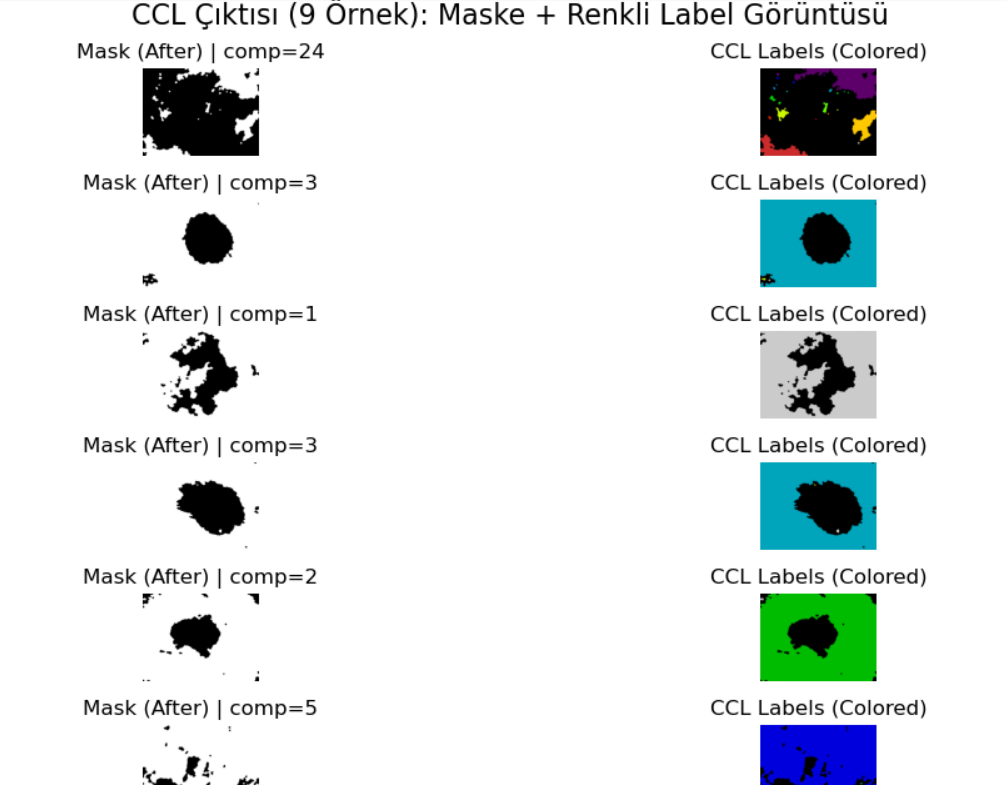 CCL Çıktısı (9 Örnek): Maske + Renkli Label Görüntüsü
Mask (After) | comp=24
CCL Labels (Colored)
Mask (After) | comp=3
CCL Labels (Colored)
Mask (After) | comp=1
CCL Labels (Colored)
Mask (After) | comp=3
CCL Labels (Colored)
Mask (After) | comp=2
CCL Labels (Colored)
Mask (After) | comp=5
CCL Labels (Colored)